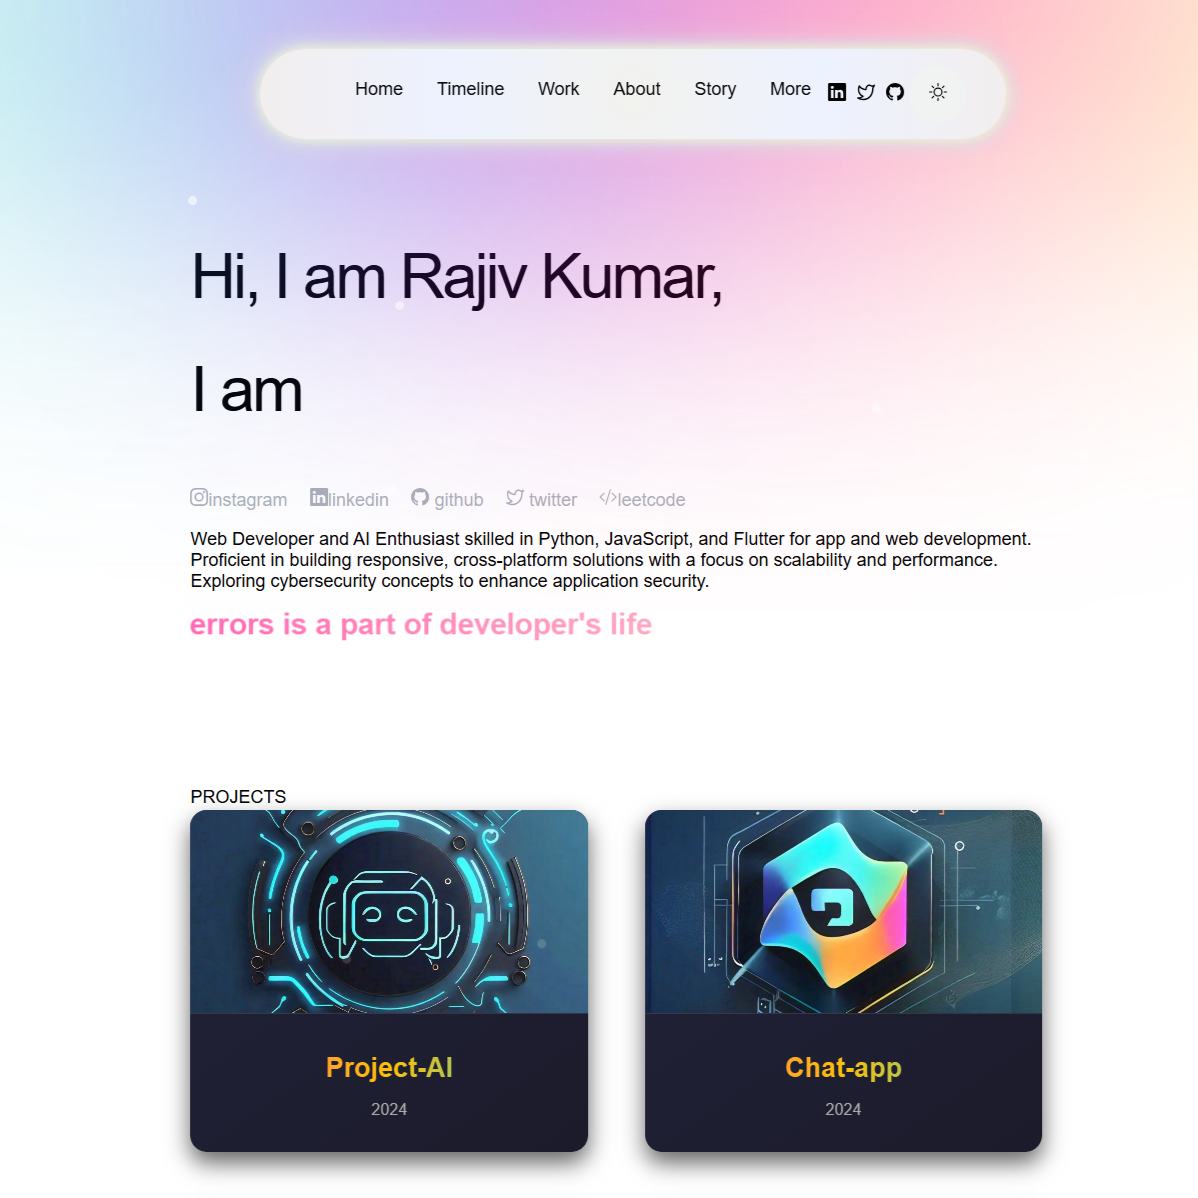 Home Timeline Work About Story More
Hi, I am Rajiv Kumar,
I am
instagram linkedin github twitter leetcode
Web Developer and AI Enthusiast skilled in Python, JavaScript, and Flutter for app and web development.
Proficient in building responsive, cross-platform solutions with a focus on scalability and performance.
Exploring cybersecurity concepts to enhance application security.
errors is a part of developer's life
PROJECTS
Project-AI
2024
Chat-app
2024